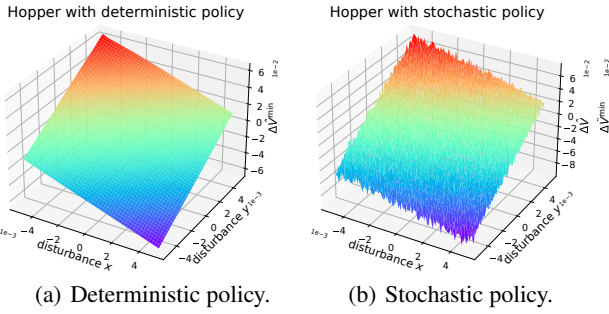 Hopper with deterministic policy
6
4
2
0
−2
−4
−6
1e−2
ΔV̂
min
4
2
0
−2
−4
1e−3
disturbance y
1e−3
−4
−2
0
2
4
disturbance x
(a) Deterministic policy.
Hopper with stochastic policy
6
4
2
0
−2
−4
−6
−8
1e−2
ΔV̂
min
4
2
0
−2
−4
1e−3
disturbance y
1e−3
−4
−2
0
2
4
disturbance x
(b) Stochastic policy.